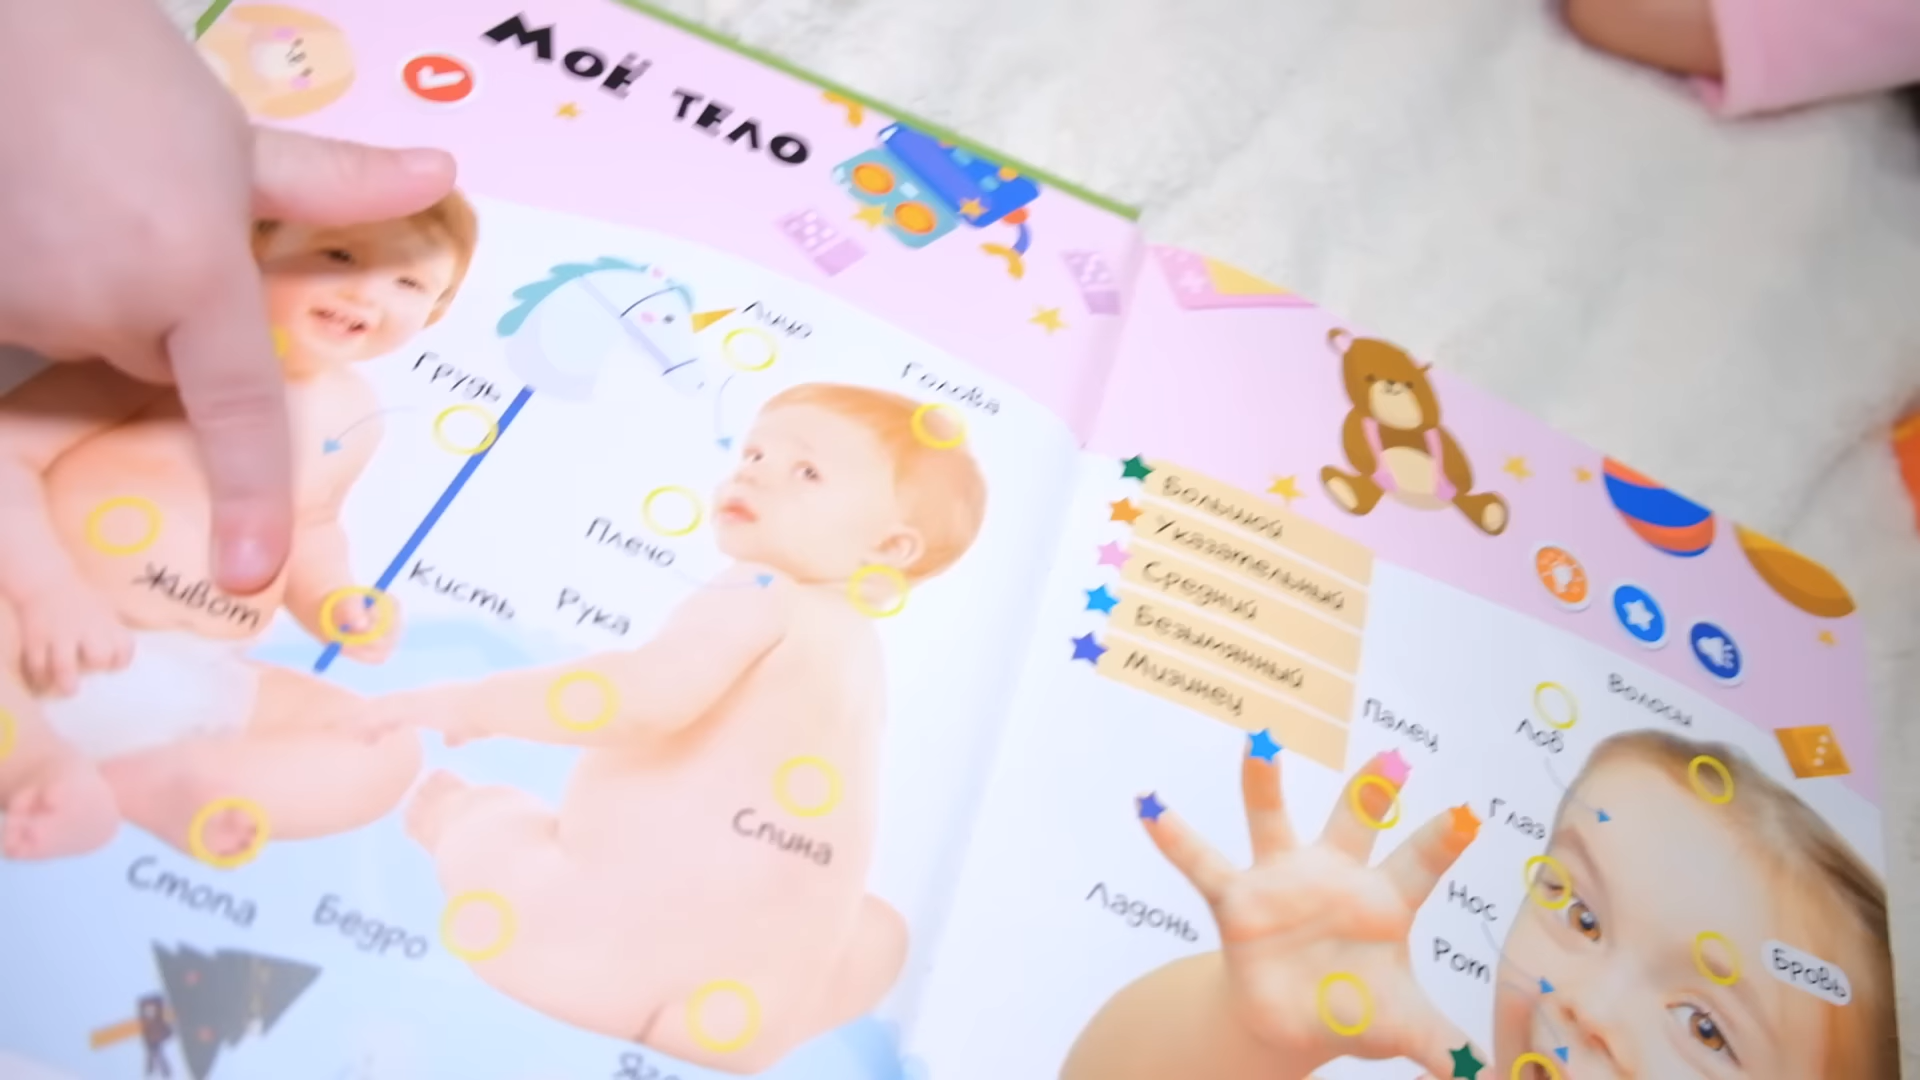 Моё тело
Лицо
Голова
Грудь
Плечо
Живот
Кисть
Рука
Спина
Стопа
Бедро
Большой
Указательный
Средний
Безымянный
Мизинец
Палец
Ладонь
Волосы
Лоб
Глаз
Нос
Рот
Бровь